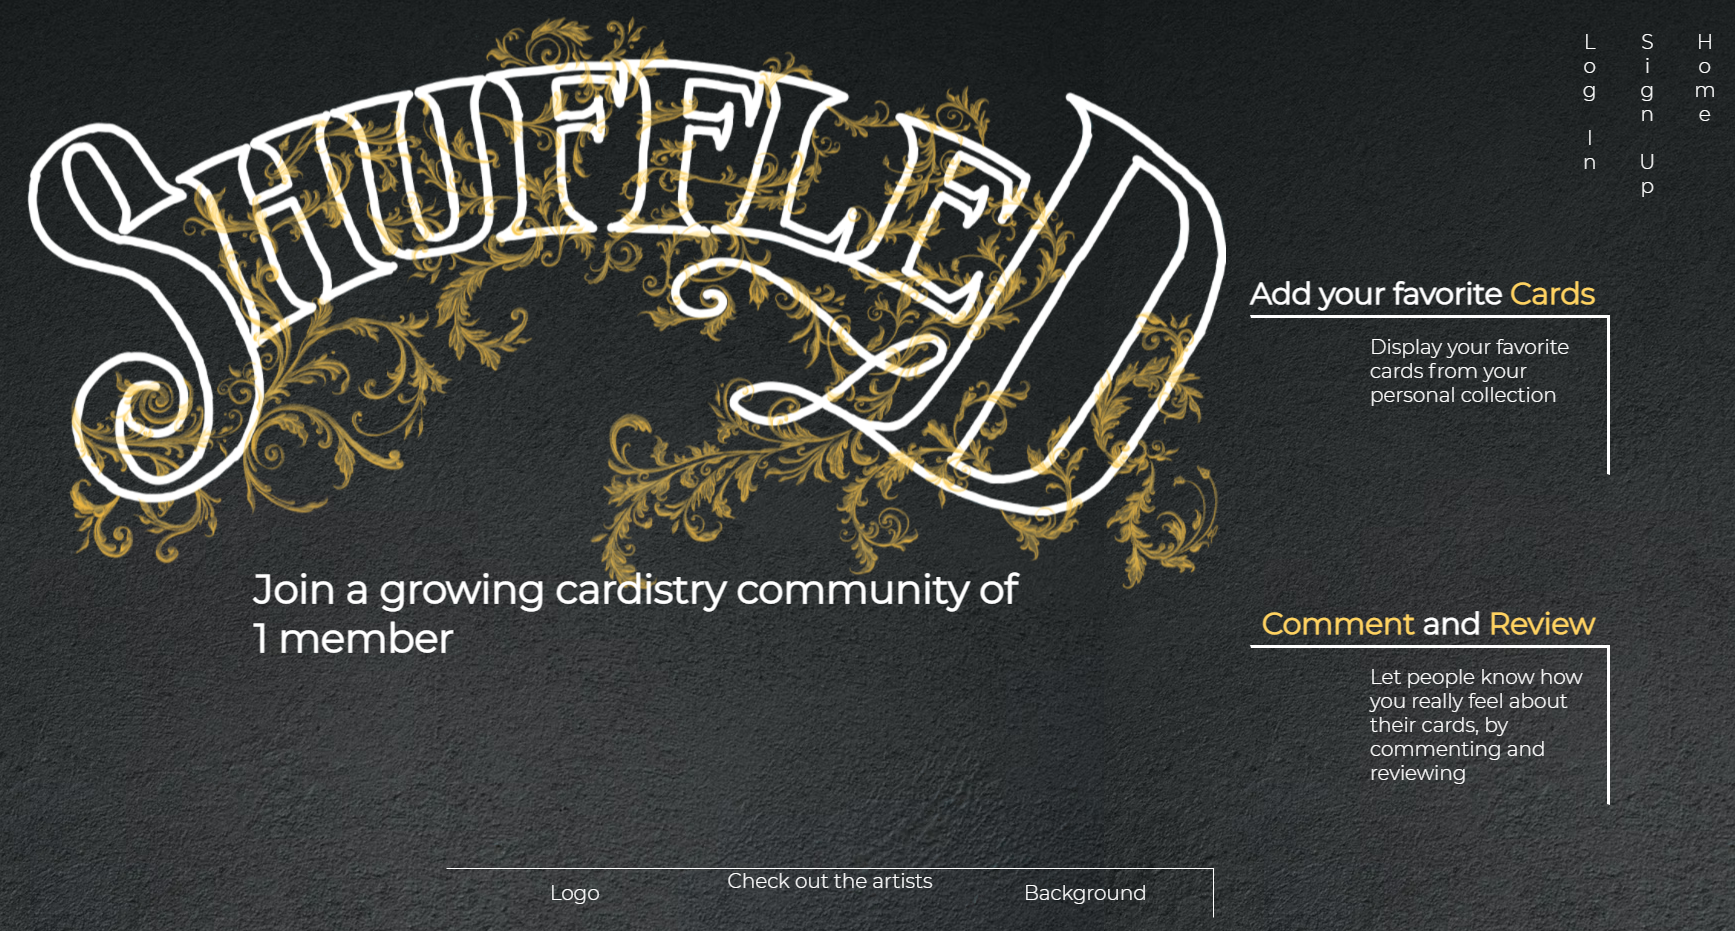 SHUFFLED
Log In
Sign Up
Home
Add your favorite Cards
Display your favorite
cards from your
personal collection
Join a growing cardistry community of
1 member
Comment and Review
Let people know how
you really feel about
their cards, by
commenting and
reviewing
Check out the artists
Logo
Background